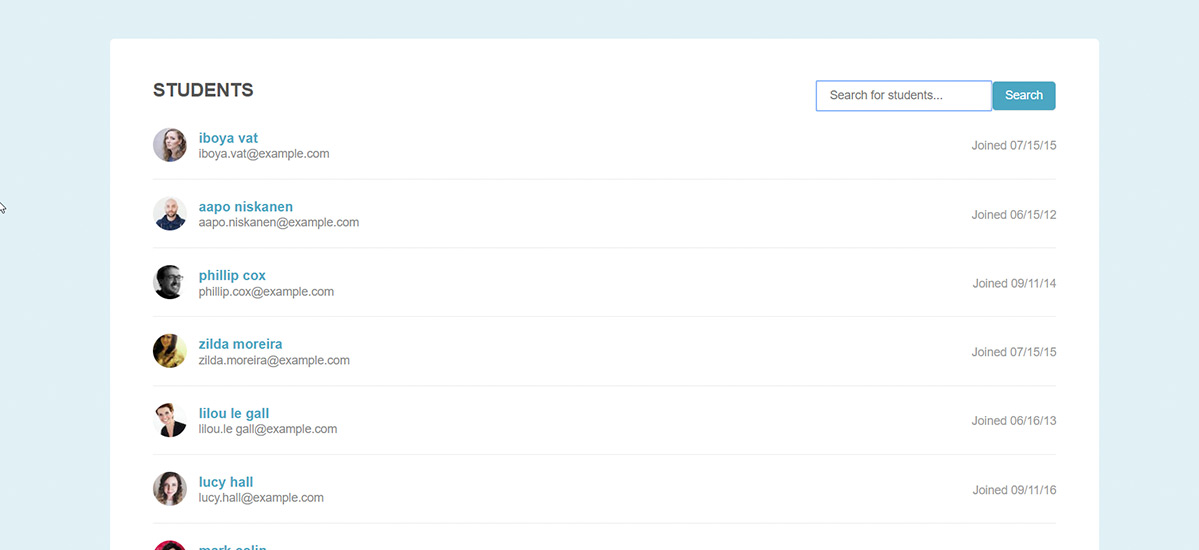 STUDENTS
Search for students...
Search
iboya vat
iboya.vat@example.com
Joined 07/15/15
aapo niskanen
aapo.niskanen@example.com
Joined 06/15/12
phillip cox
phillip.cox@example.com
Joined 09/11/14
zilda moreira
zilda.moreira@example.com
Joined 07/15/15
lilou le gall
lilou.le gall@example.com
Joined 06/16/13
lucy hall
lucy.hall@example.com
Joined 09/11/16
mark colin